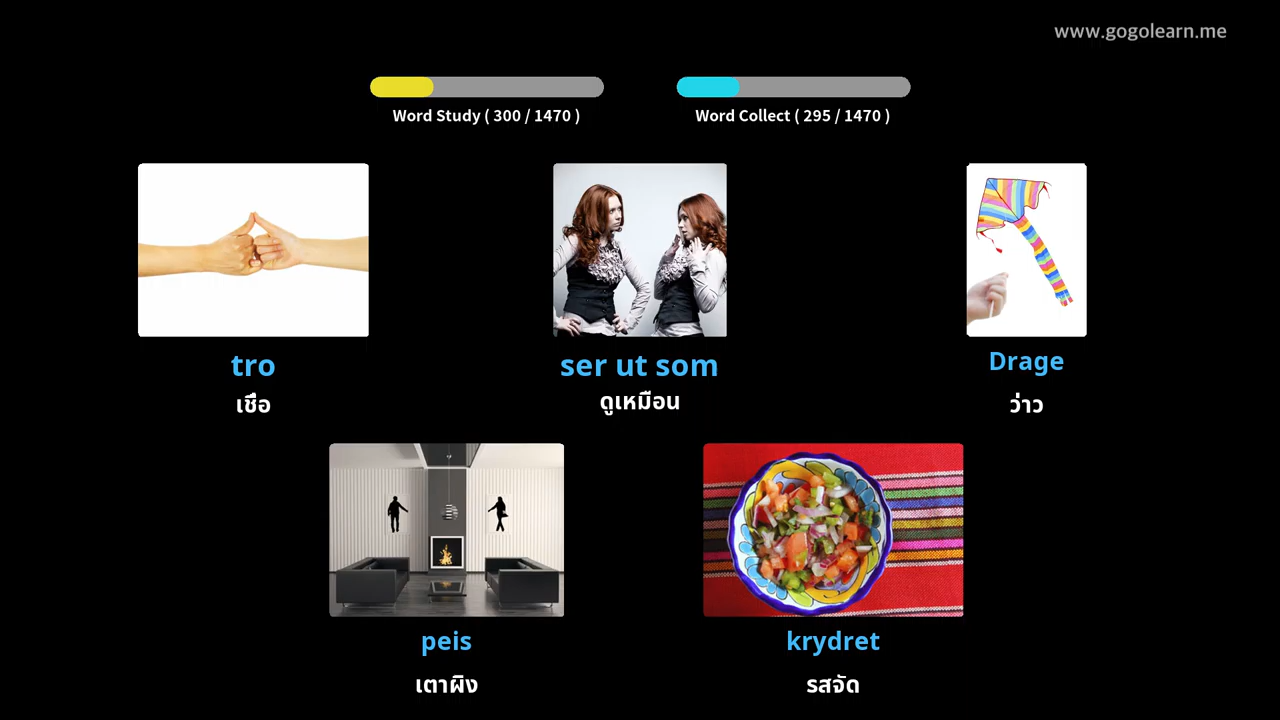 www.gogolearn.me
Word Study ( 300 / 1470 )
Word Collect ( 295 / 1470 )
tro
เชื่อ
ser ut som
ดูเหมือน
Drage
ว่าว
peis
เตาผิง
krydret
รสจัด